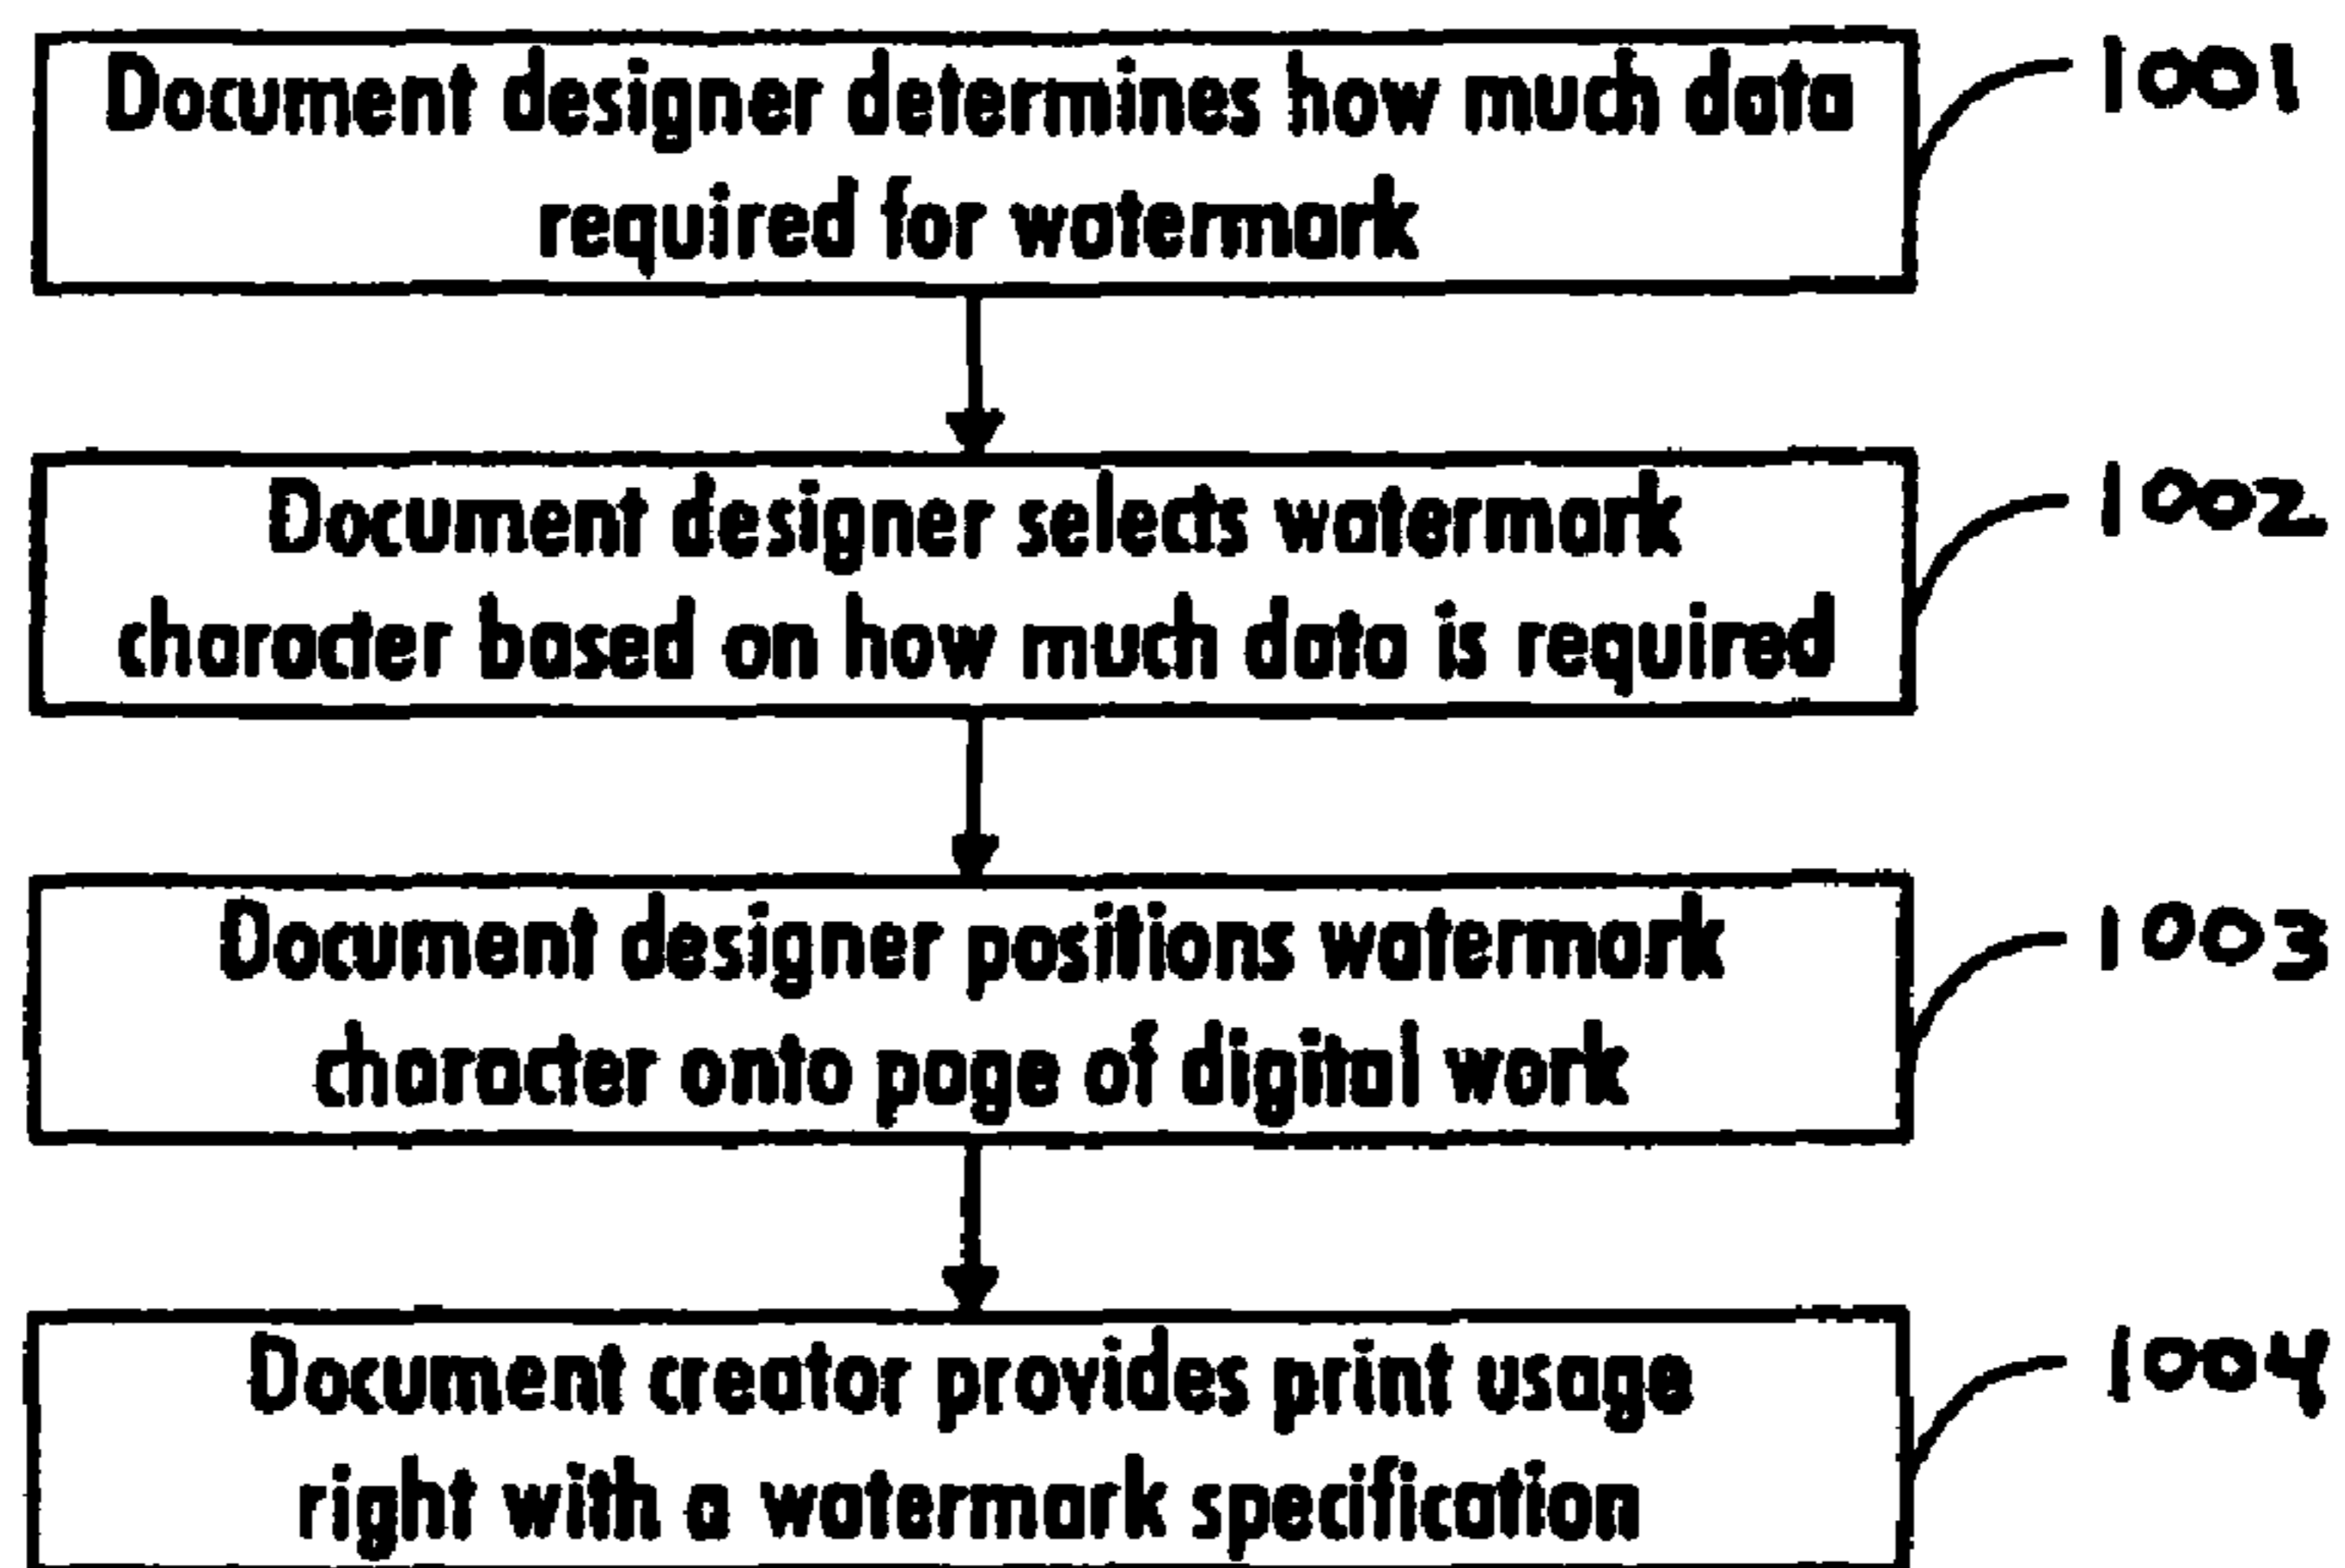 Document designer determines how much data
required for watermark
1001
Document designer selects watermark
character based on how much data is required
1002
Document designer positions watermark
character onto page of digital work
1003
Document creator provides print usage
right with a watermark specification
1004